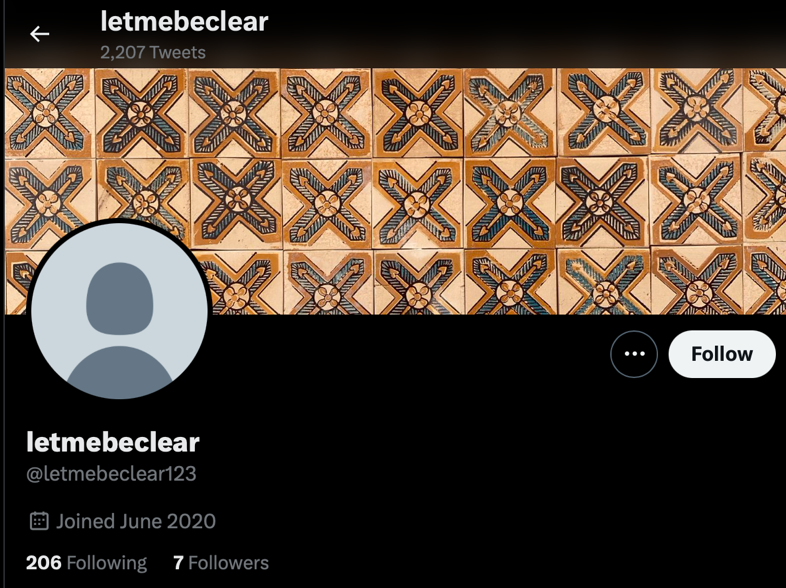 letmebeclear
2,207 Tweets
Follow
letmebeclear
@letmebeclear123
Joined June 2020
206 Following 7 Followers